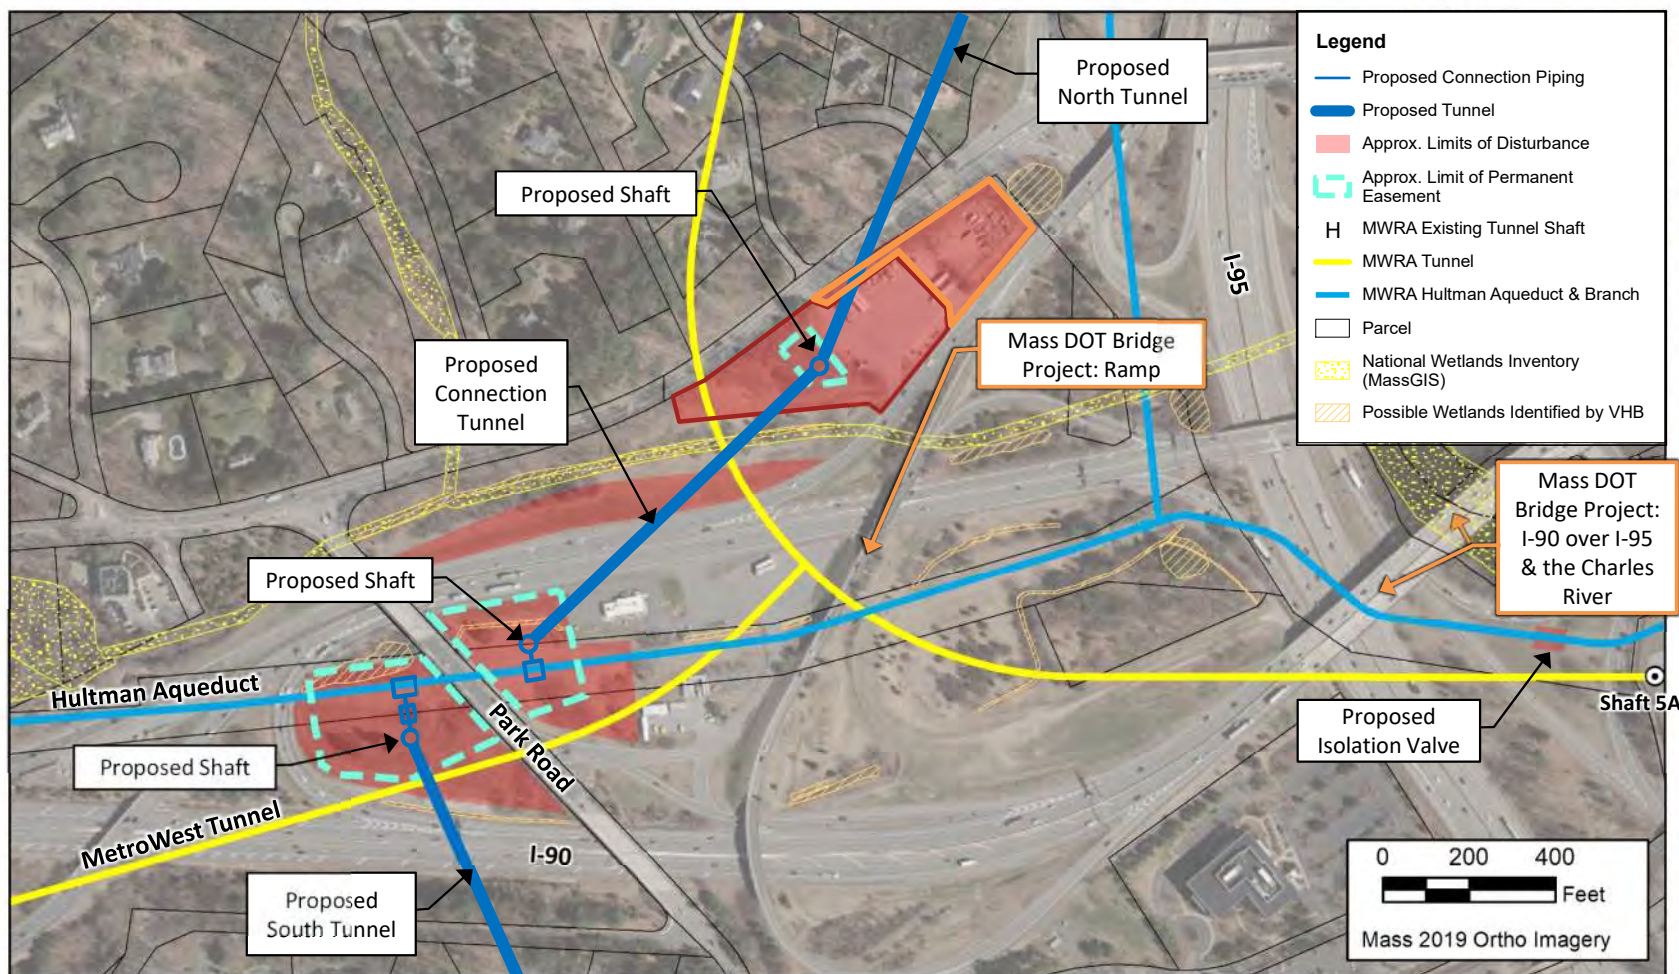 Proposed
North Tunnel
Proposed Shaft
Proposed
Connection
Tunnel
Mass DOT Bridge
Project: Ramp
I-95
Legend
Proposed Connection Piping
Proposed Tunnel
Approx. Limits of Disturbance
Approx. Limit of Permanent
Easement
H MWRA Existing Tunnel Shaft
MWRA Tunnel
MWRA Hultman Aqueduct & Branch
Parcel
National Wetlands Inventory
(MassGIS)
Possible Wetlands Identified by VHB
Mass DOT
Bridge Project:
I-90 over I-95
& the Charles
River
Proposed Shaft
Hultman Aqueduct
Park Road
Proposed Shaft
MetroWest Tunnel
I-90
Proposed
South Tunnel
Shaft 5A
Proposed
Isolation Valve
0 200 400
Feet
Mass 2019 Ortho Imagery